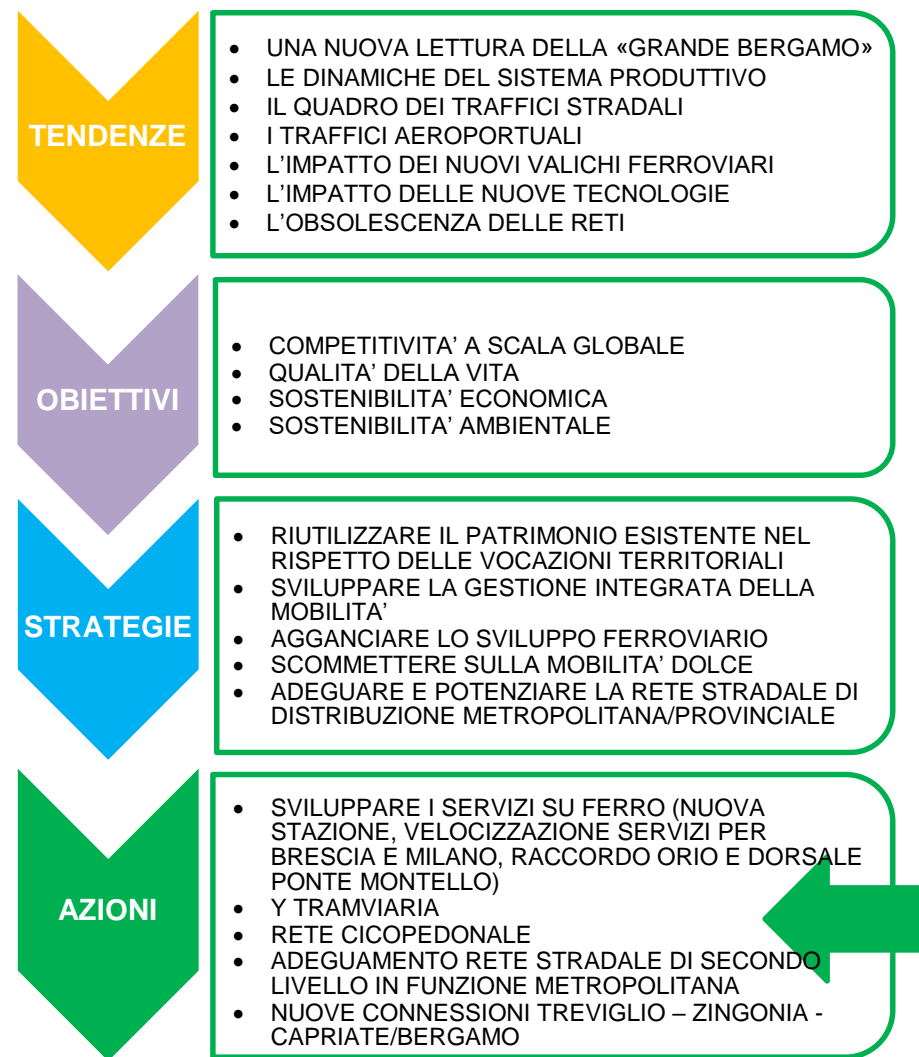 TENDENZE
• UNA NUOVA LETTURA DELLA «GRANDE BERGAMO»
• LE DINAMICHE DEL SISTEMA PRODUTTIVO
• IL QUADRO DEI TRAFFICI STRADALI
• I TRAFFICI AEROPORTUALI
• L’IMPATTO DEI NUOVI VALICHI FERROVIARI
• L’IMPATTO DELLE NUOVE TECNOLOGIE
• L’OBSOLESCENZA DELLE RETI
OBIETTIVI
• COMPETITIVITA’ A SCALA GLOBALE
• QUALITA’ DELLA VITA
• SOSTENIBILITA’ ECONOMICA
• SOSTENIBILITA’ AMBIENTALE
STRATEGIE
• RIUTILIZZARE IL PATRIMONIO ESISTENTE NEL
RISPETTO DELLE VOCAZIONI TERRITORIALI
• SVILUPPARE LA GESTIONE INTEGRATA DELLA
MOBILITA’
• AGGANCIARE LO SVILUPPO FERROVIARIO
• SCOMMETTERE SULLA MOBILITA’ DOLCE
• ADEGUARE E POTENZIARE LA RETE STRADALE DI
DISTRIBUZIONE METROPOLITANA/PROVINCIALE
AZIONI
• SVILUPPARE I SERVIZI SU FERRO (NUOVA
STAZIONE, VELOCIZZAZIONE SERVIZI PER
BRESCIA E MILANO, RACCORDO ORIO E DORSALE
PONTE MONTELLO)
• Y TRAMVIARIA
• RETE CICOPEDONALE
• ADEGUAMENTO RETE STRADALE DI SECONDO
LIVELLO IN FUNZIONE METROPOLITANA
• NUOVE CONNESSIONI TREVIGLIO – ZINGONIA -
CAPRIATE/BERGAMO